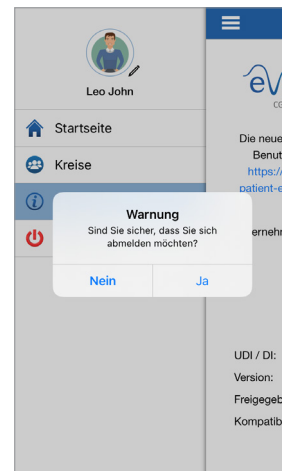 Leo John
Startseite
Kreise
Warnung
Sind Sie sicher, dass Sie sich
abmelden möchten?
Nein
Ja
Die neue
Benut
https:/
patient-e
ernehr
UDI / DI:
Version:
Freigegeb
Kompatib